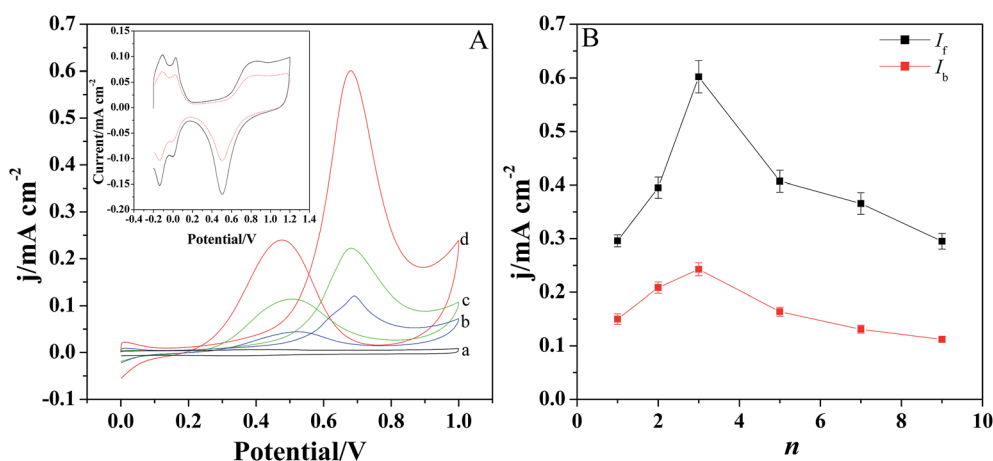 A
0.7
0.6
0.5
0.4
0.3
0.2
0.1
0.0
-0.1
j/mA cm-2
0.0 0.2 0.4 0.6 0.8 1.0
Potential/V
d
c
b
a
0.15
0.10
0.05
0.00
-0.05
-0.10
-0.15
-0.20
Current/mA cm-2
-0.4 -0.2 0.0 0.2 0.4 0.6 0.8 1.0 1.2 1.4
Potential/V
B
If
Ib
0.7
0.6
0.5
0.4
0.3
0.2
0.1
0.0
j/mA cm-2
0 2 4 6 8 10
n